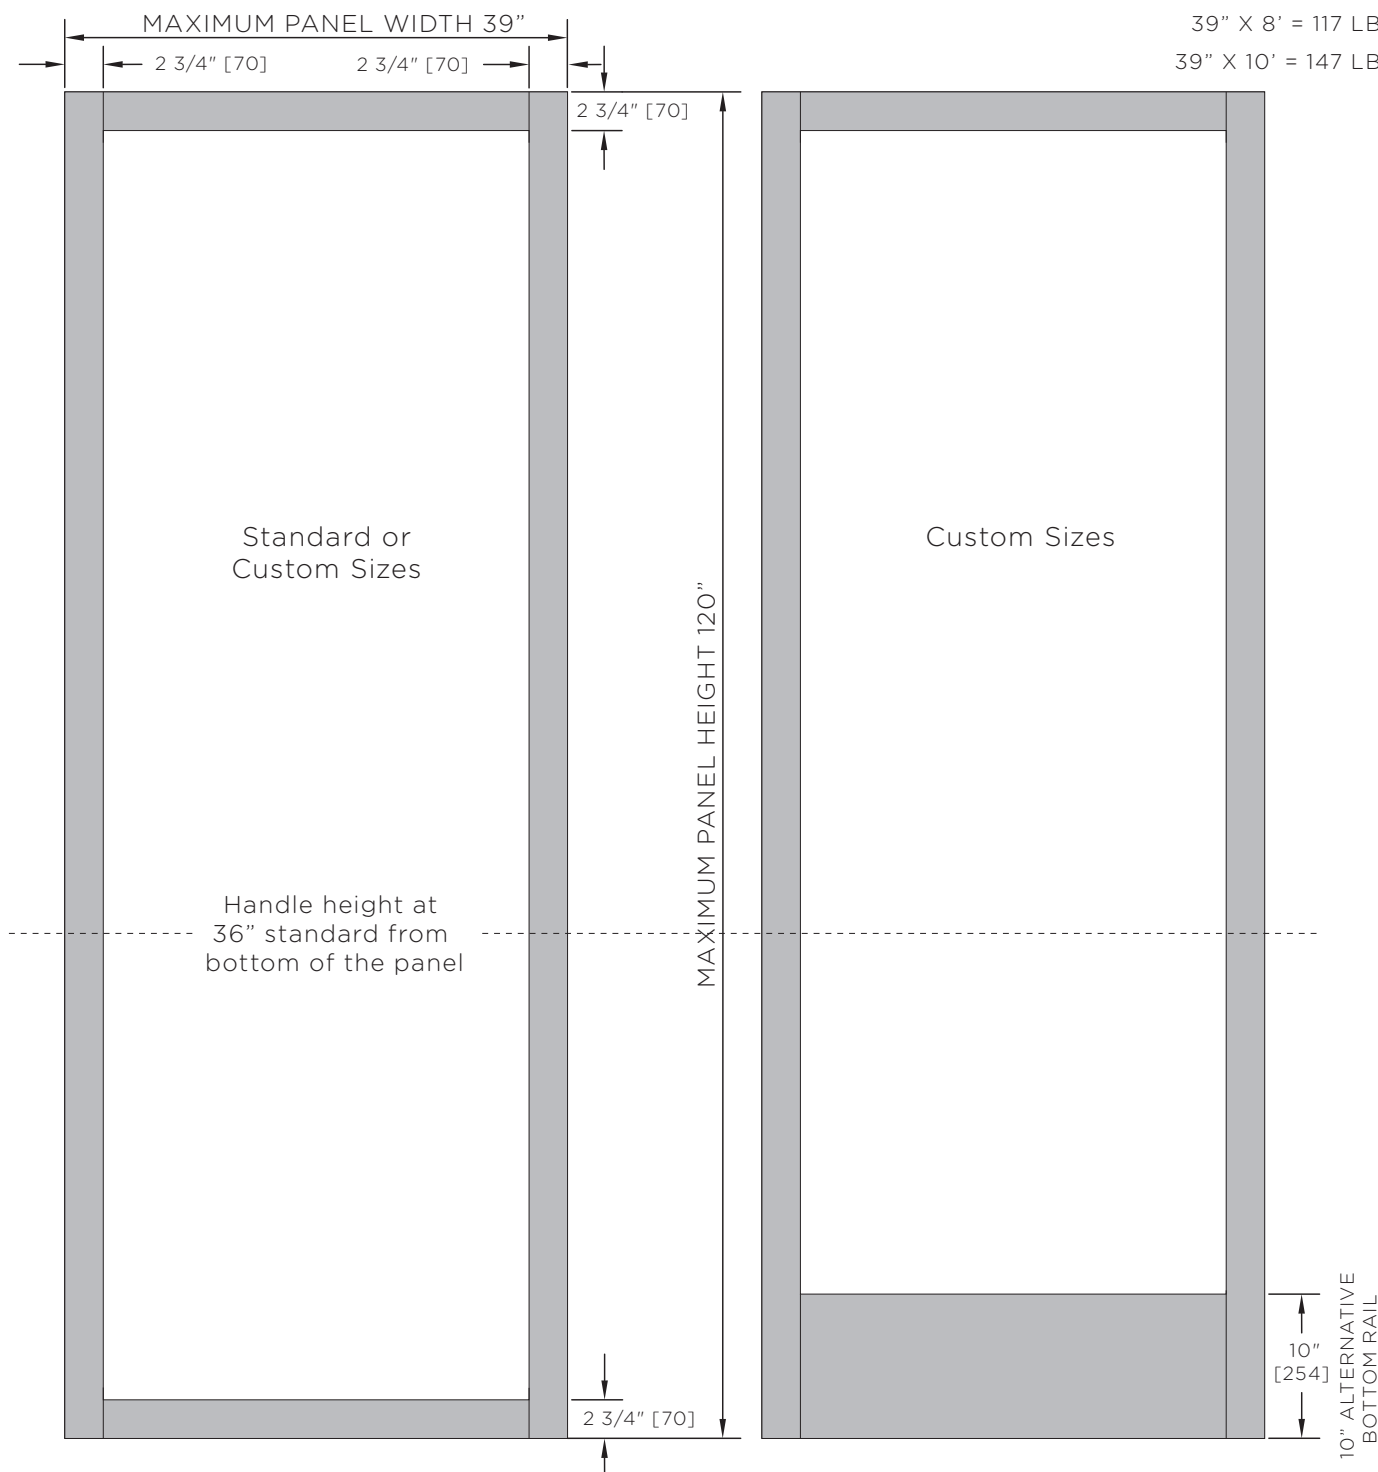 MAXIMUM PANEL WIDTH 39”
39” X 8’ = 117 LB
39” X 10’ = 147 LB
2 3/4" [70]
2 3/4" [70]
2 3/4" [70]
Standard or
Custom Sizes
Custom Sizes
MAXIMUM PANEL HEIGHT 120”
Handle height at
36” standard from
bottom of the panel
10"
[254]
10” ALTERNATIVE
BOTTOM RAIL
2 3/4" [70]